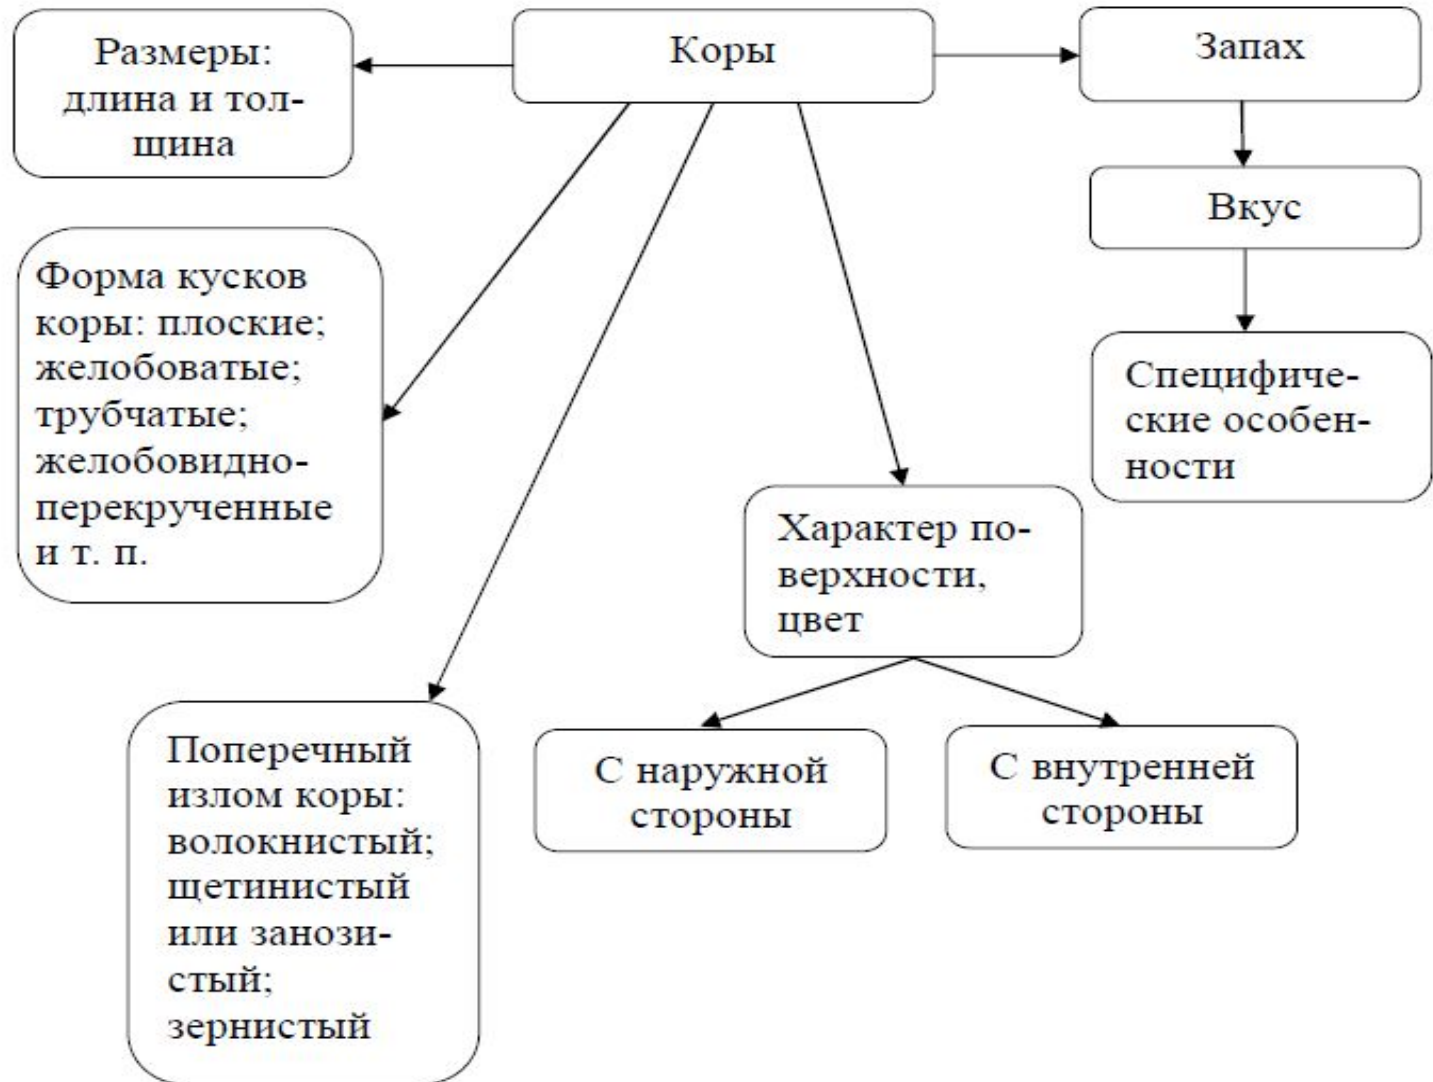 Размеры:
длина и тол-
щина
Коры
Запах
Вкус
Специфиче-
ские особен-
ности
Форма кусков
коры: плоские;
желобоватые;
трубчатые;
желобовидно-
перекрученные
и т. п.
Характер по-
верхности,
цвет
С наружной
стороны
С внутренней
стороны
Поперечный
излом коры:
волокнистый;
щетинистый
или занози-
стый;
зернистый